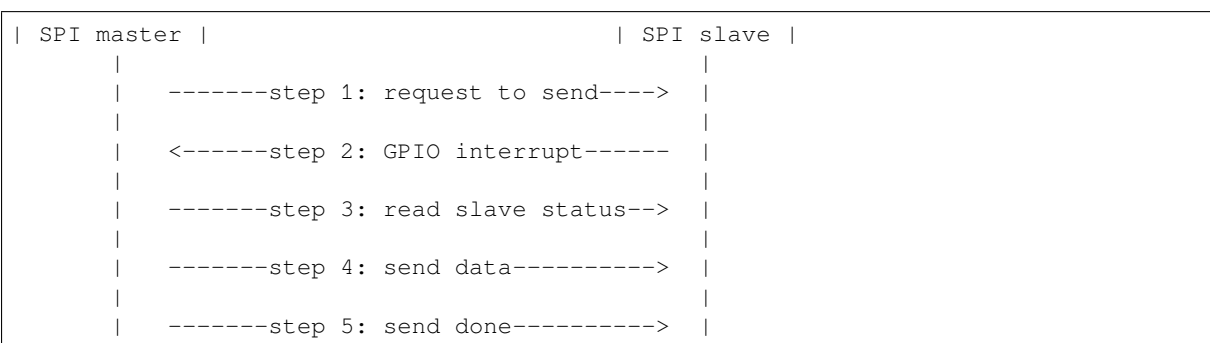 | SPI master |                                 | SPI slave |
       |                                            |
       |   -------step 1: request to send---->   |
       |                                            |
       |   <------step 2: GPIO interrupt------   |
       |                                            |
       |   -------step 3: read slave status-->   |
       |                                            |
       |   -------step 4: send data---------->   |
       |                                            |
       |   -------step 5: send done---------->   |